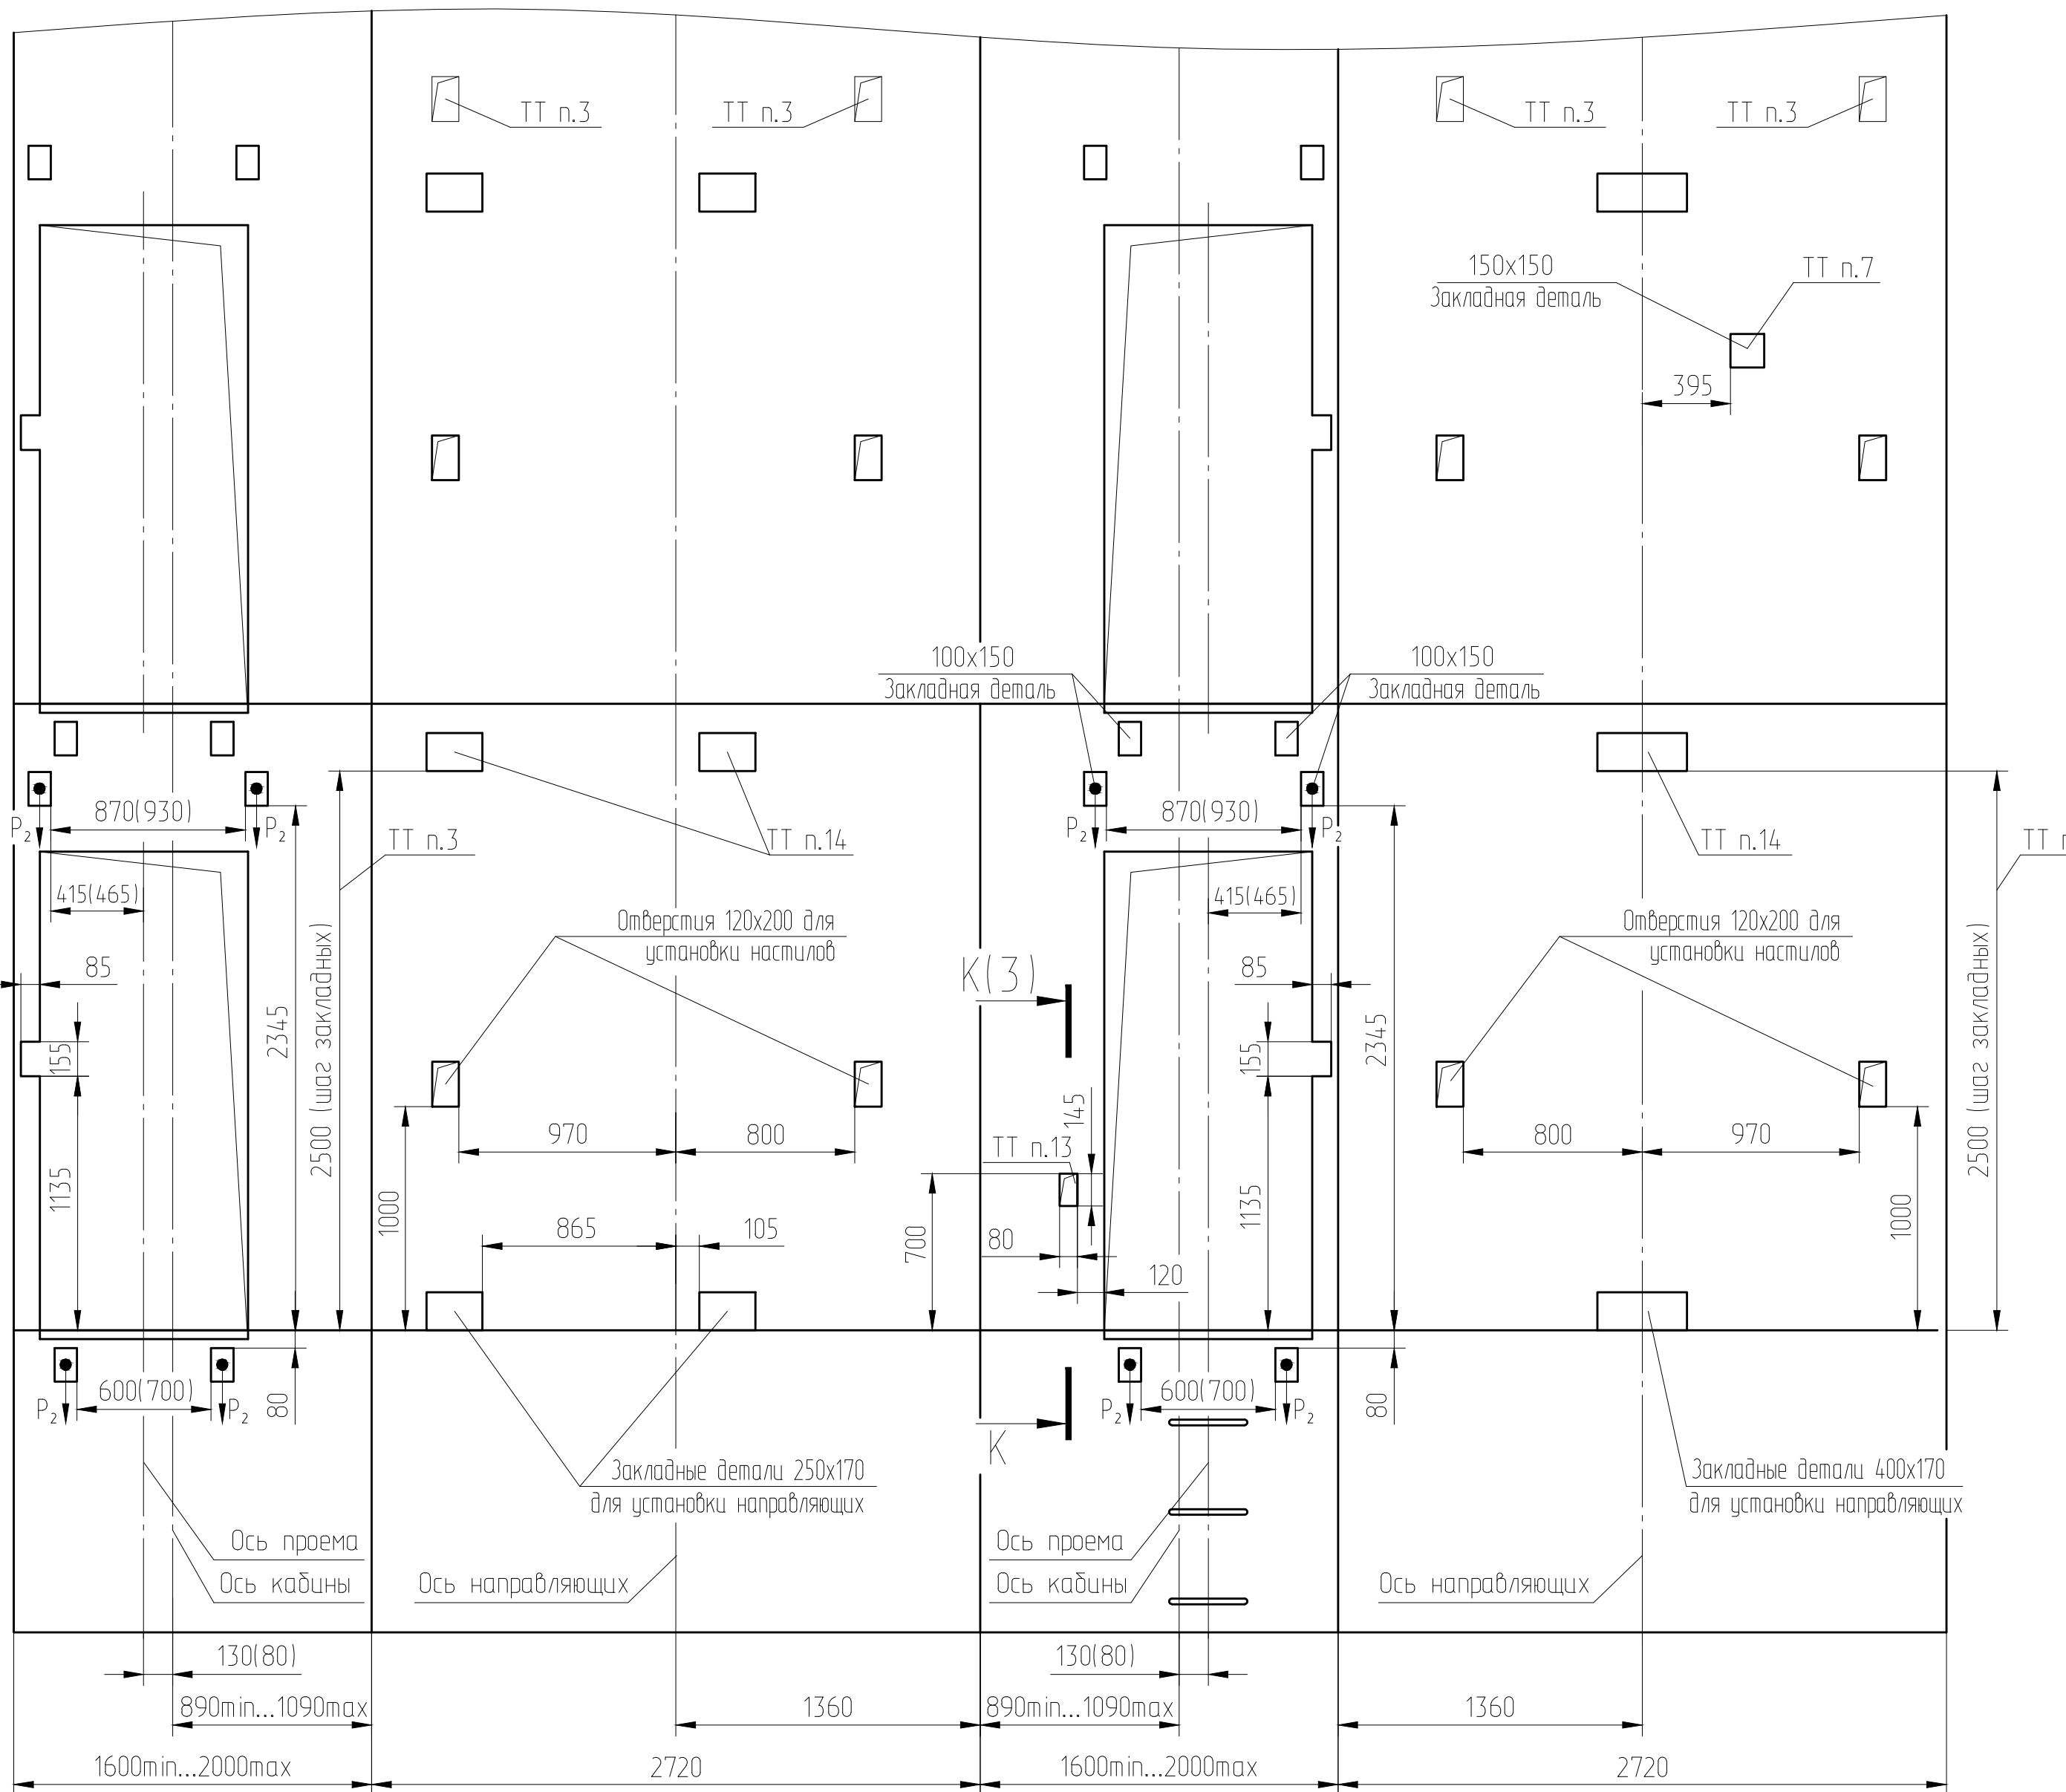 ТТ п.3
ТТ п.3
ТТ п.3
ТТ п.3
150х150
Закладная деталь
ТТ п.7
395
100х150
Закладная деталь
100х150
Закладная деталь
870(930)
P2
P2
870(930)
P2
P2
ТТ п.3
ТТ п.14
ТТ п.14
ТТ п
415(465)
415(465)
Отверстия 120х200 для
установки настилов
Отверстия 120х200 для
установки настилов
85
К(3)
85
2345
2500 (шаг закладных)
2345
2500 (шаг закладных)
155
155
145
970
800
ТТ п.13
800
970
1135
1000
1135
1000
865
105
700
80
120
600(700)
P2
P2
80
600(700)
P2
P2
80
К
Закладные детали 250х170
для установки направляющих
Закладные детали 400х170
для установки направляющих
Ось проема
Ось кабины
Ось направляющих
Ось проема
Ось кабины
Ось направляющих
130(80)
130(80)
890min...1090max
1360
890min...1090max
1360
1600min...2000max
2720
1600min...2000max
2720